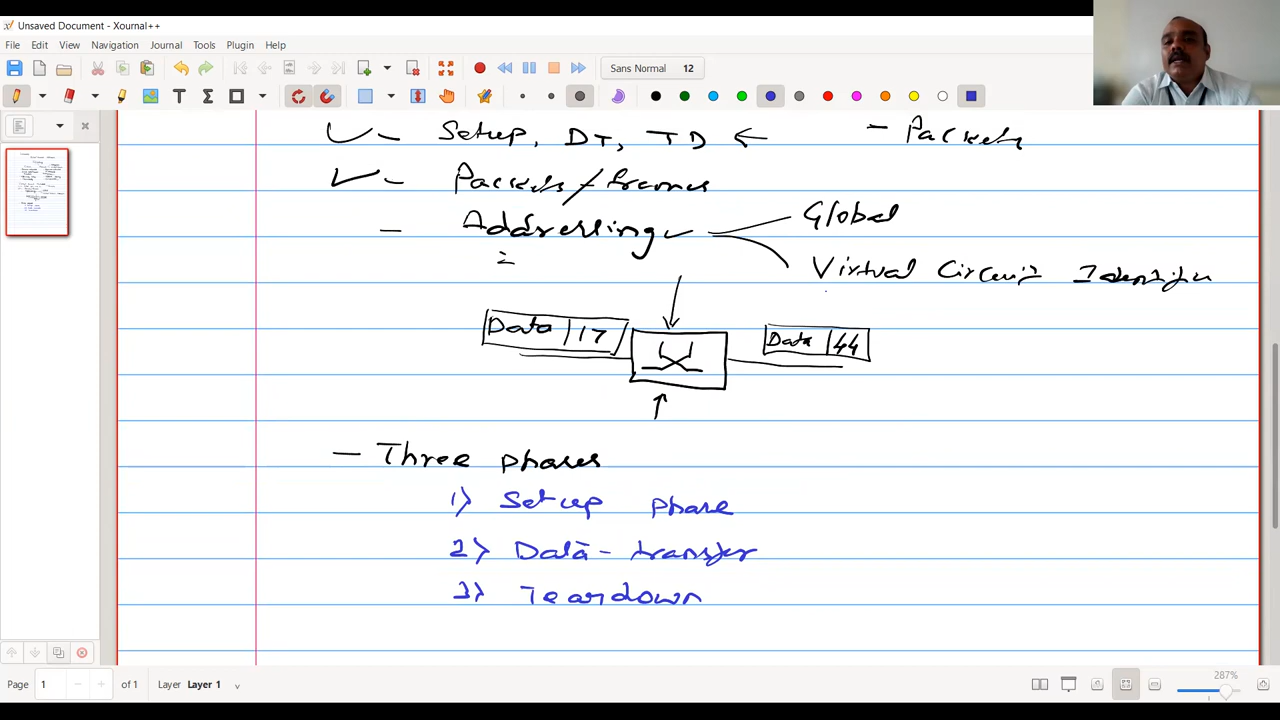 Unsaved Document - Xournal++
File Edit View Navigation Journal Tools Plugin Help
Sans Normal 12
- Setup, DT, TD ← - Packets
- Packets/frames
- Addressing Global
Virtual Circuit Identifier
Data | 17 Data | 44
- Three phases
1) Setup phase
2) Data-transfer
3) Teardown
Page 1 of 1 Layer Layer 1 287%